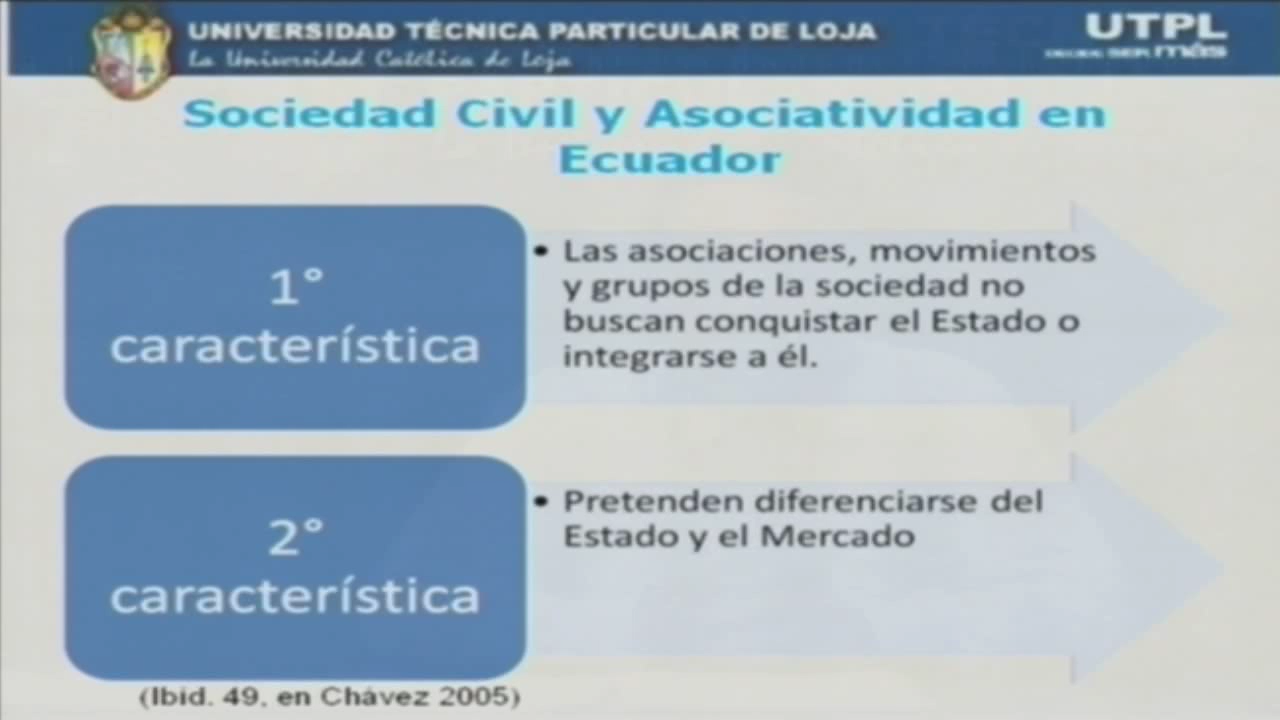 UNIVERSIDAD TÉCNICA PARTICULAR DE LOJA
La Universidad Católica de Loja
UTPL
SER más
Sociedad Civil y Asociatividad en
Ecuador
1°
característica
• Las asociaciones, movimientos
y grupos de la sociedad no
buscan conquistar el Estado o
integrarse a él.
2°
característica
• Pretenden diferenciarse del
Estado y el Mercado
(Ibid. 49, en Chávez 2005)